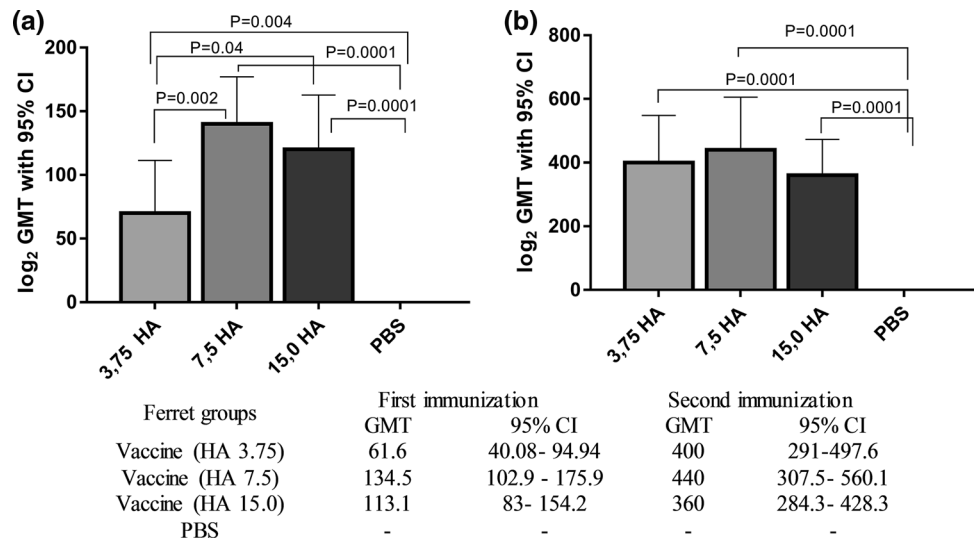 (a)
P=0.004
P=0.04
P=0.0001
P=0.002
P=0.0001
log₂ GMT with 95% CI
200
150
100
50
0
3,75 HA
7,5 HA
15,0 HA
PBS
(b)
P=0.0001
P=0.0001
P=0.0001
log₂ GMT with 95% CI
800
600
400
200
0
3,75 HA
7,5 HA
15,0 HA
PBS
Ferret groups First immunization Second immunization
GMT 95% CI GMT 95% CI
Vaccine (HA 3.75) 61.6 40.08- 94.94 400 291-497.6
Vaccine (HA 7.5) 134.5 102.9 - 175.9 440 307.5- 560.1
Vaccine (HA 15.0) 113.1 83- 154.2 360 284.3- 428.3
PBS - - - -